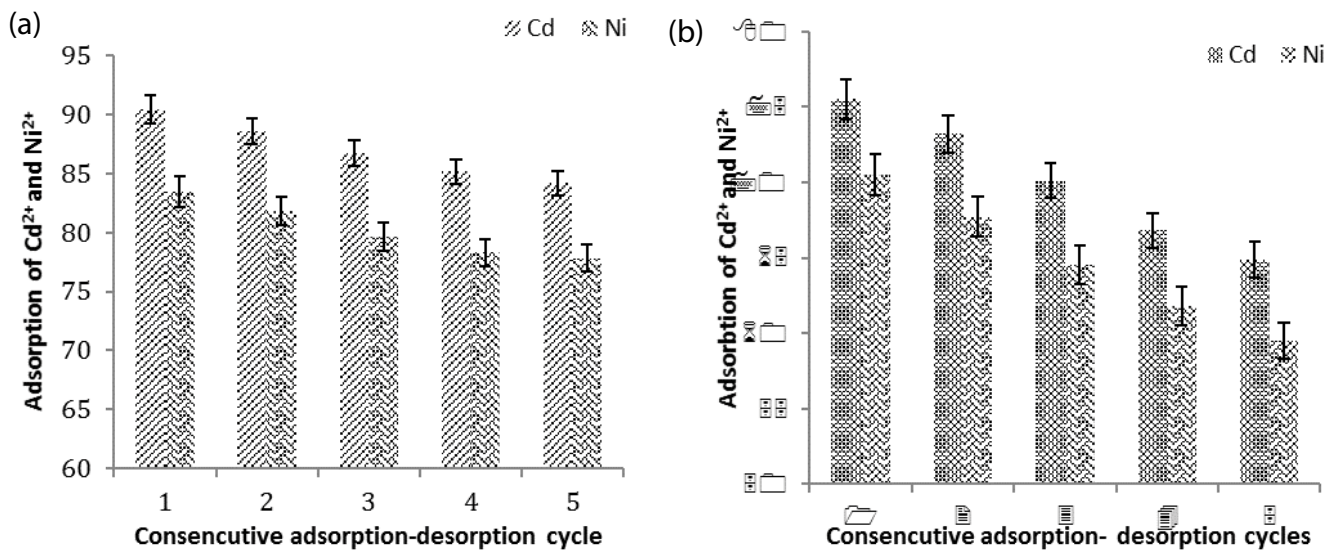 (a)
Cd Ni
95
90
85
80
75
70
65
60
Adsorption of Cd²⁺ and Ni²⁺
1 2 3 4 5
Consencutive adsorption-desorption cycle
(b)
Cd Ni
Adsorbtion of Cd²⁺ and Ni²⁺
Consencutive adsorption- desorption cycles